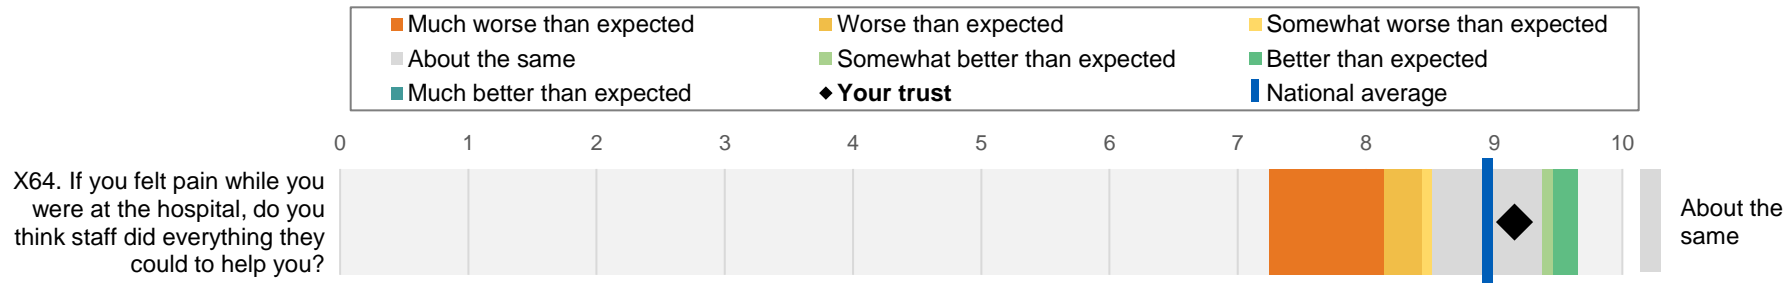 Much worse than expected
Worse than expected
Somewhat worse than expected
About the same
Somewhat better than expected
Better than expected
Much better than expected
Your trust
National average
0 1 2 3 4 5 6 7 8 9 10
X64. If you felt pain while you
were at the hospital, do you
think staff did everything they
could to help you?
About the
same